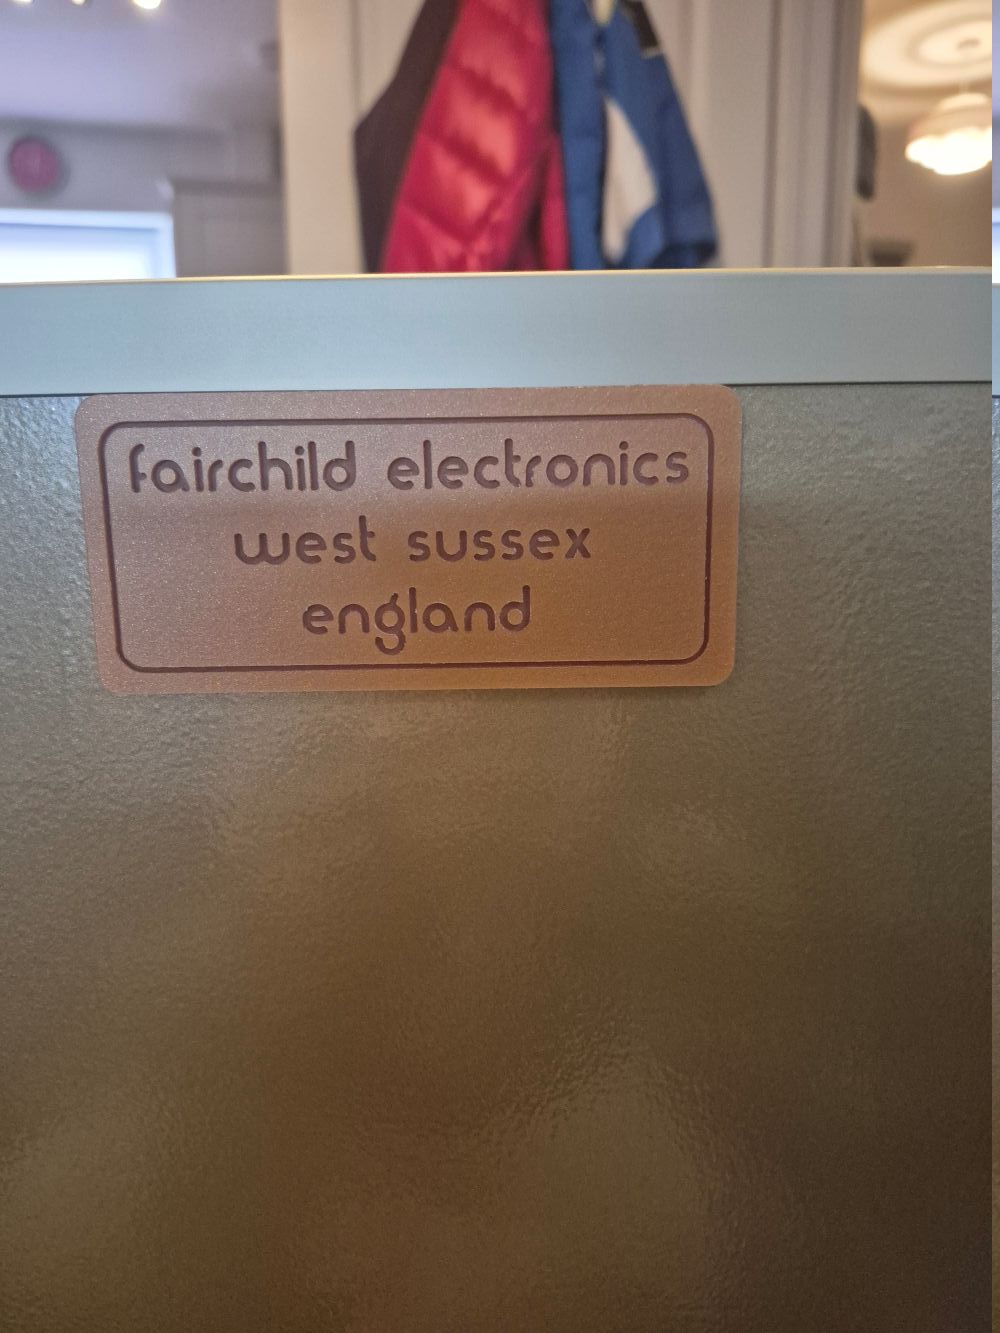 fairchild electronics
west sussex
england